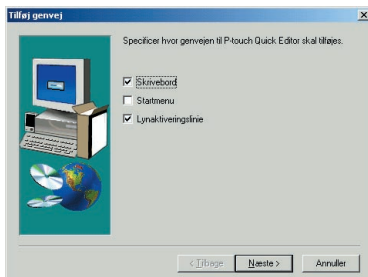 Tilføj genvej
Specificer hvor genvejen til P-touch Quick Editor skal tilføjes.
Skrivebord
Startmenu
Lynaktiveringslinie
< Tilbage
Næste >
Annuller